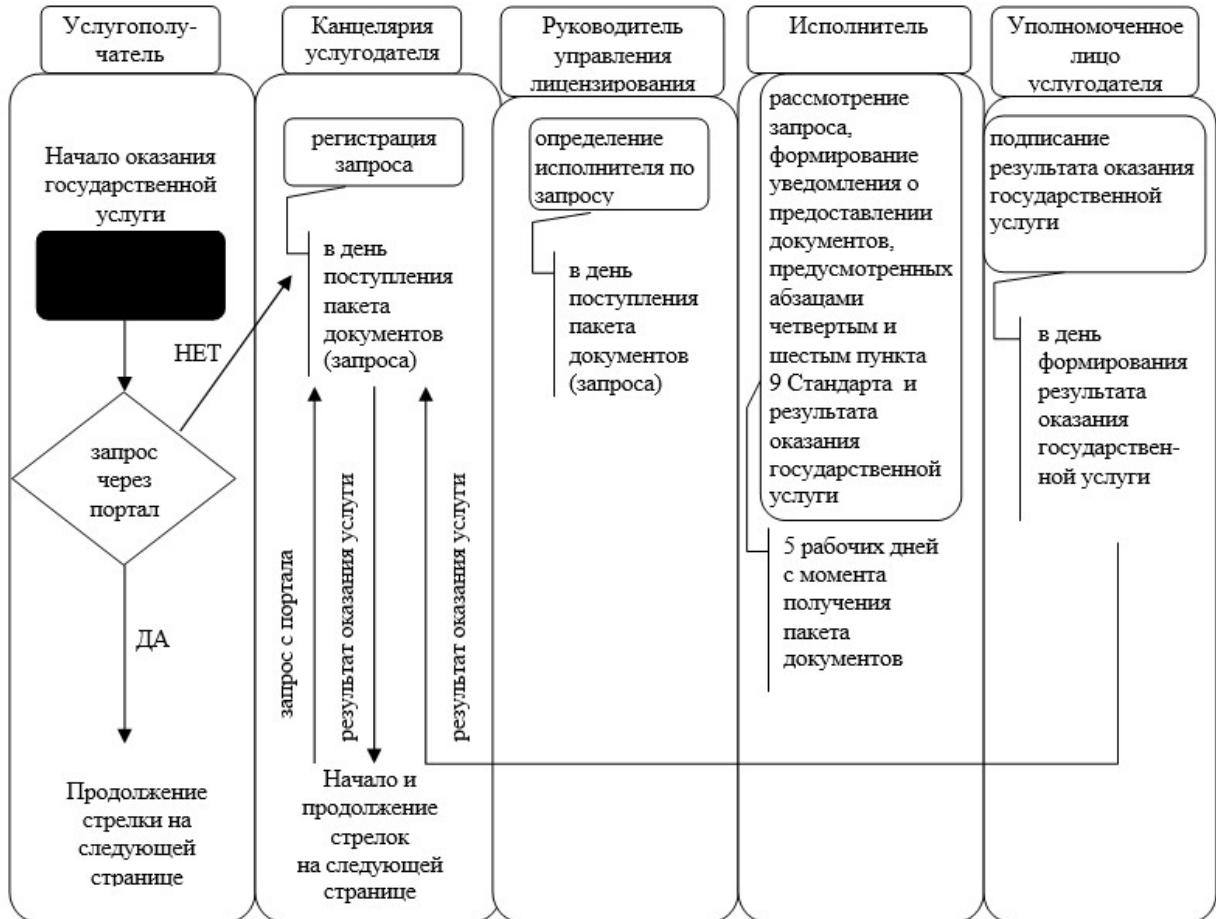 Услугополу-
чатель
Канцелярия
услугодателя
Руководитель
управления
лицензирования
Исполнитель
Уполномоченное
лицо
услугодателя
Начало оказания
государственной
услуги
НЕТ
запрос
через
портал
ДА
Продолжение
стрелки на
следующей
странице
регистрация
запроса
в день
поступления
пакета
документов
(запроса)
запрос с портала
результат оказания услуги
результат оказания услуги
Начало и
продолжение
стрелок
на следующей
странице
определение
исполнителя по
запросу
в день
поступления
пакета
документов
(запроса)
рассмотрение
запроса,
формирование
уведомления о
предоставлении
документов,
предусмотренных
абзацами
четвертым и
шестым пункта
9 Стандарта и
результата
оказания
государственной
услуги
5 рабочих дней
с момента
получения
пакета
документов
подписание
результата оказания
государственной
услуги
в день
формирования
результата
оказания
государствен-
ной услуги